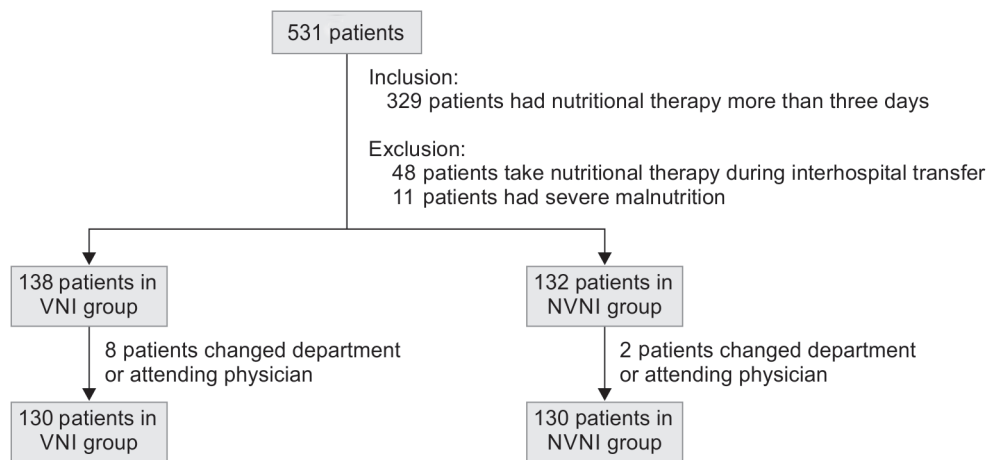 531 patients
Inclusion:
329 patients had nutritional therapy more than three days
Exclusion:
48 patients take nutritional therapy during interhospital transfer
11 patients had severe malnutrition
138 patients in
VNI group
132 patients in
NVNI group
8 patients changed department
or attending physician
2 patients changed department
or attending physician
130 patients in
VNI group
130 patients in
NVNI group